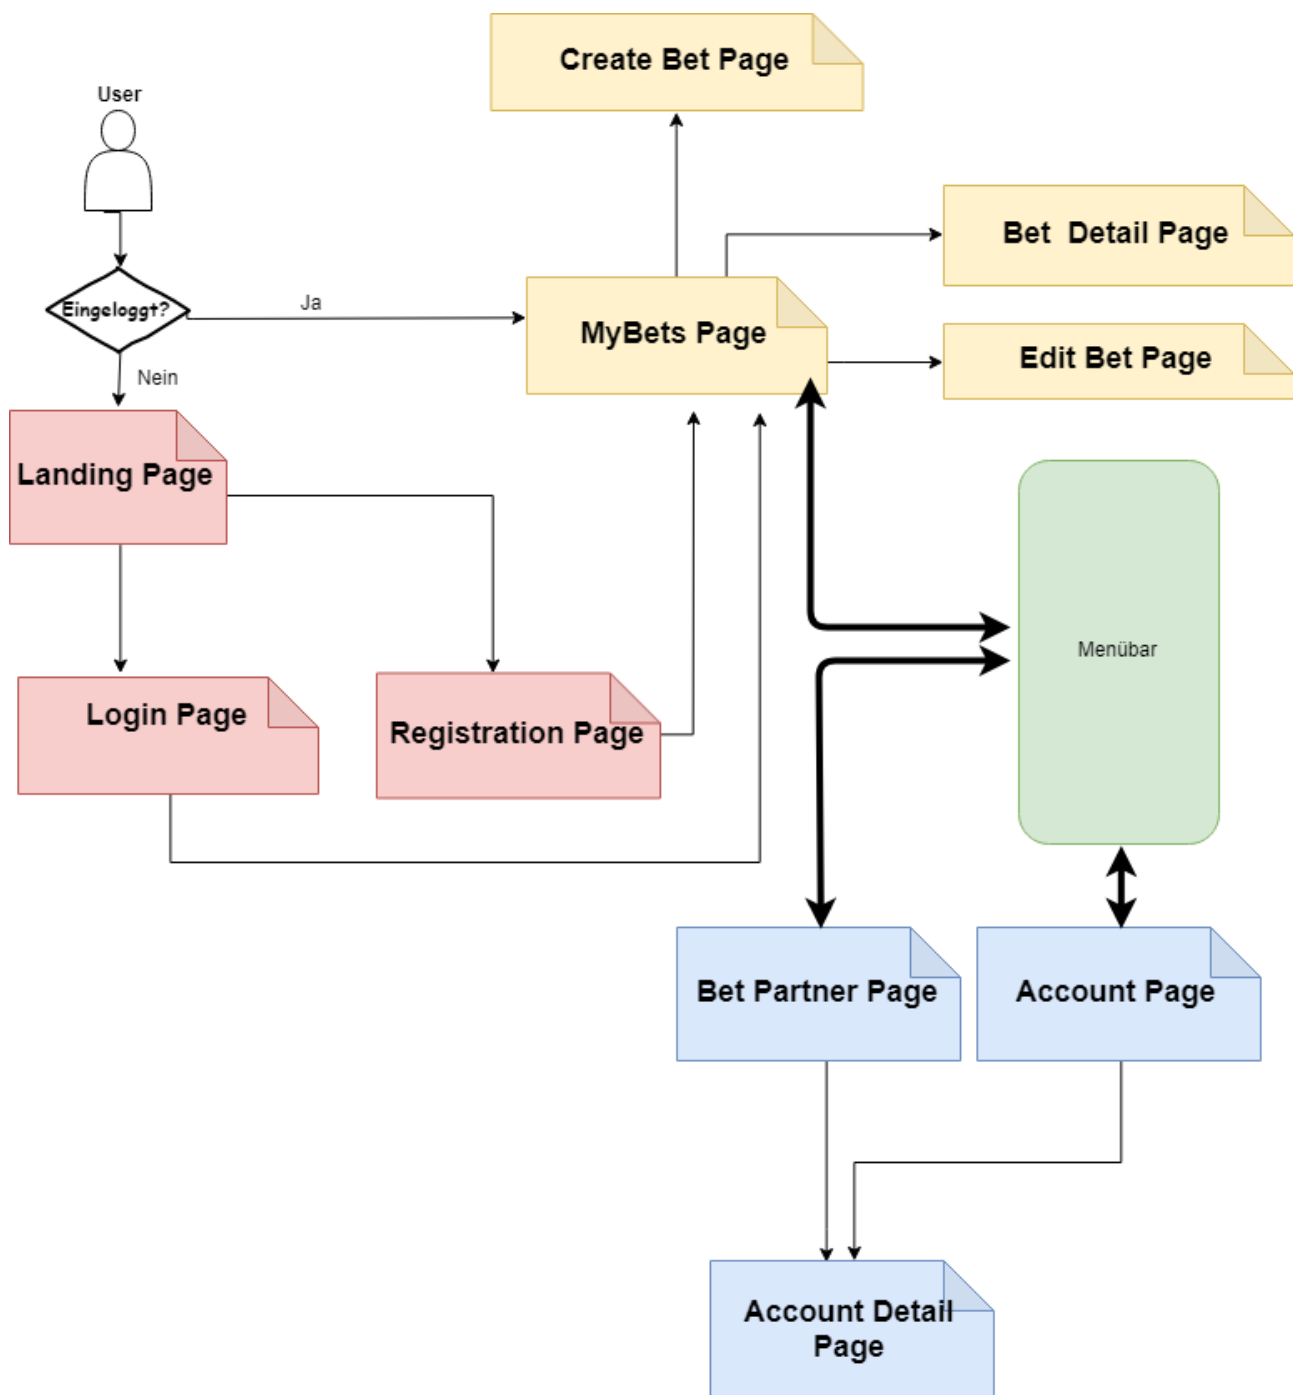 Create Bet Page
User
Bet  Detail Page
Eingeloggt?
Ja
MyBets Page
Edit Bet Page
Nein
Landing Page
Menübar
Login Page
Registration Page
Bet Partner Page
Account Page
Account Detail
Page